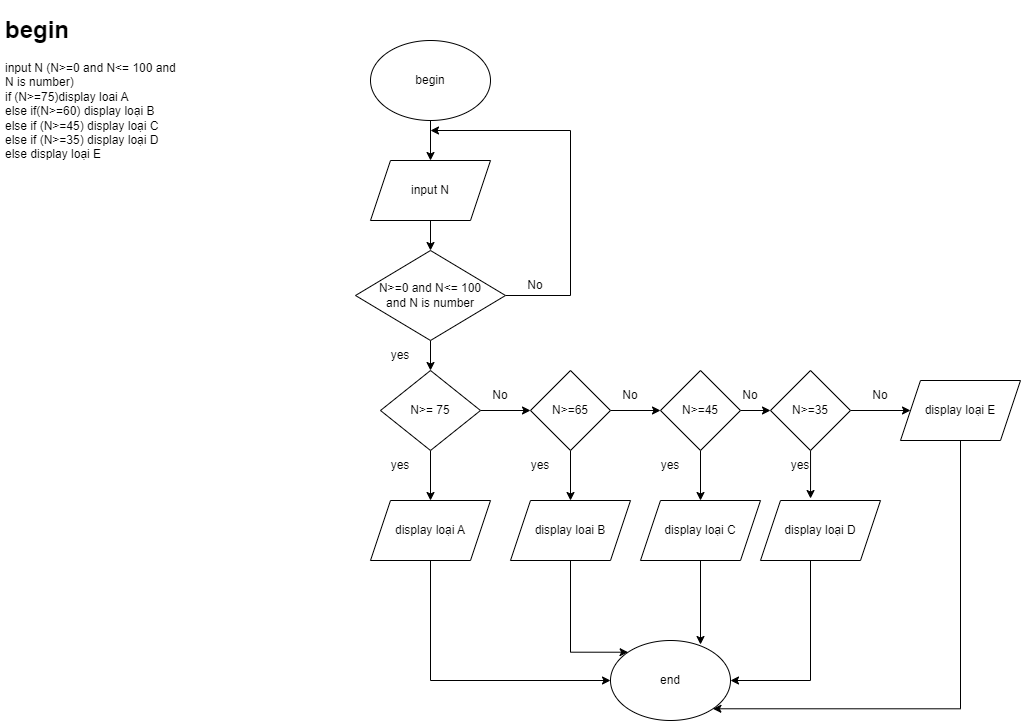 begin
input N (N>=0 and N<= 100 and
N is number)
if (N>=75)display loai A
else if(N>=60) display loại B
else if (N>=45) display loại C
else if (N>=35) display loại D
else display loại E
begin
input N
N>=0 and N<= 100
and N is number
No
yes
N>= 75
No
N>=65
No
N>=45
No
N>=35
No
display loại E
yes
yes
yes
yes
display loại A
display loai B
display loại C
display loại D
end